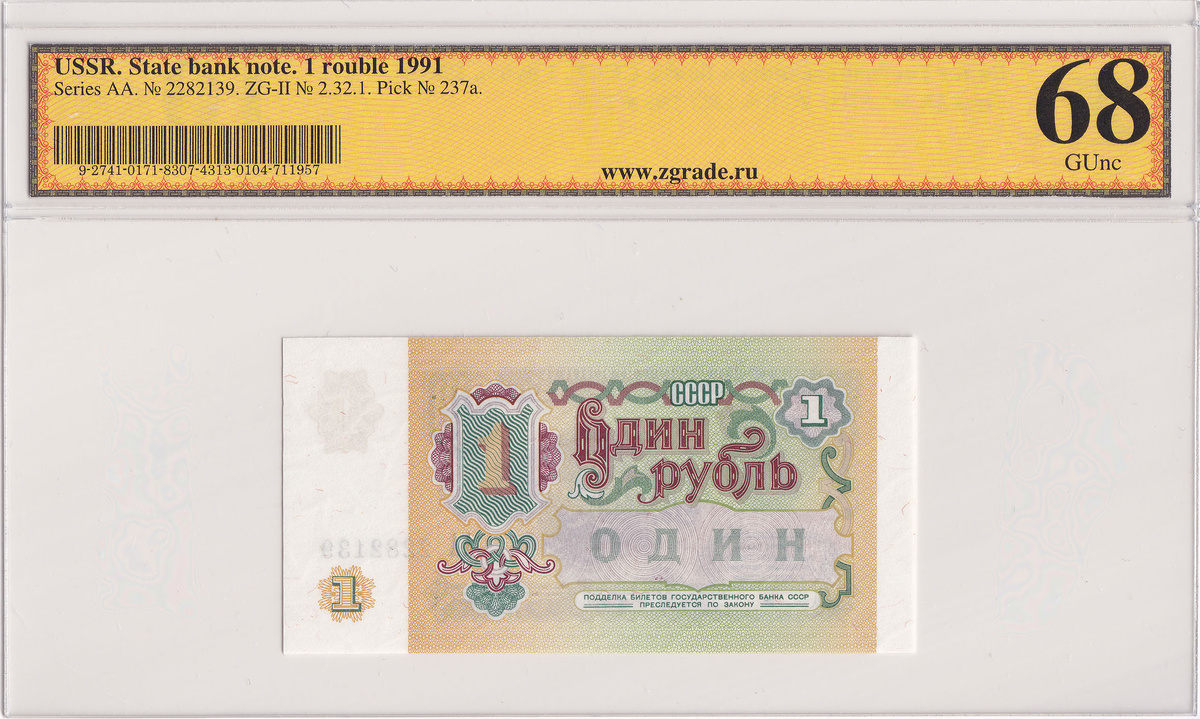 USSR. State bank note. 1 rouble 1991
Series AA. № 2282139. ZG-II № 2.32.1. Pick № 237a.
68
GUnc
9-2741-0171-8307-4313-0104-711957
www.zgrade.ru
СССР
1
1
Один
рубль
ОДИН
1
ПОДДЕЛКА БИЛЕТОВ ГОСУДАРСТВЕННОГО БАНКА СССР
ПРЕСЛЕДУЕТСЯ ПО ЗАКОНУ